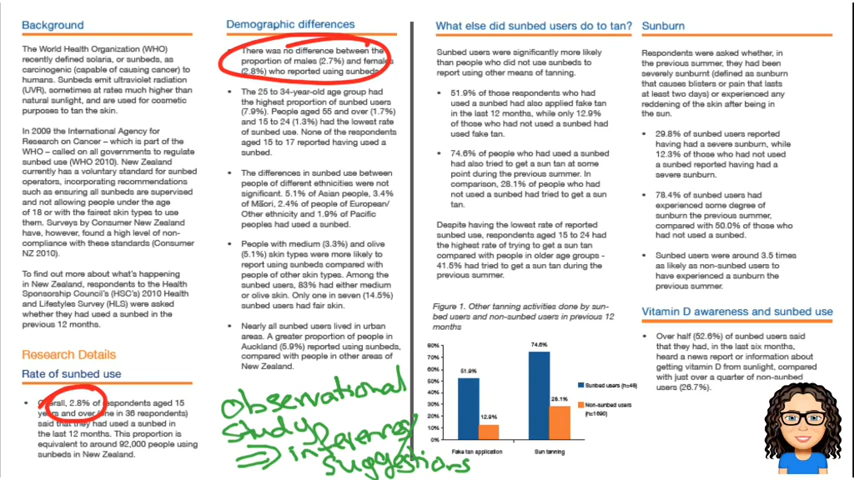 Background
The World Health Organization (WHO)
recently defined solaria, or sunbeds, as
carcinogenic (capable of causing cancer) to
humans. Sunbeds emit ultraviolet radiation
(UVR), sometimes at rates much higher than
natural sunlight, and are used for cosmetic
purposes to tan the skin.
In 2009 the International Agency for
Research on Cancer – which is part of the
WHO – called on all governments to regulate
sunbed use (WHO 2010). New Zealand
currently has a voluntary standard for sunbed
operators, incorporating recommendations
such as ensuring all sunbeds are supervised
and not allowing people under the age
of 18 or with the fairest skin types to use
them. Surveys by Consumer New Zealand
have, however, found a high level of non-
compliance with these standards (Consumer
NZ 2010).
To find out more about what's happening
in New Zealand, respondents to the Health
Sponsorship Council's (HSC's) 2010 Health
and Lifestyles Survey (HLS) were asked
whether they had used a sunbed in the
previous 12 months.
Research Details
Rate of sunbed use
• Overall, 2.8% of respondents aged 15
years and over (one in 36 respondents)
said that they had used a sunbed in
the last 12 months. This proportion is
equivalent to around 92,000 people using
sunbeds in New Zealand.
Demographic differences
• There was no difference between the
proportion of males (2.7%) and females
(2.8%) who reported using sunbeds.
• The 25 to 34-year-old age group had
the highest proportion of sunbed users
(7.9%). People aged 55 and over (1.7%)
and 15 to 24 (1.3%) had the lowest rate
of sunbed use. None of the respondents
aged 15 to 17 reported having used a
sunbed.
• The differences in sunbed use between
people of different ethnicities were not
significant. 5.1% of Asian people, 3.4%
of Māori, 2.4% of people of European/
Other ethnicity and 1.9% of Pacific
peoples had used a sunbed.
• People with medium (3.3%) and olive
(5.1%) skin types were more likely to
report using sunbeds compared with
people of other skin types. Among the
sunbed users, 83% had either medium
or olive skin. Only one in seven (14.5%)
sunbed users had fair skin.
• Nearly all sunbed users lived in urban
areas. A greater proportion of people in
Auckland (5.9%) reported using sunbeds,
compared with people in other areas of
New Zealand.
observational
study
⇒ inferences/
suggestions
What else did sunbed users do to tan?
Sunbed users were significantly more likely
than people who did not use sunbeds to
report using other means of tanning.
• 51.9% of those respondents who had
used a sunbed had also applied fake tan
in the last 12 months, while only 12.9%
of those who had not used a sunbed had
used fake tan.
• 74.6% of people who had used a sunbed
had also tried to get a sun tan at some
point during the previous summer. In
comparison, 28.1% of people who had
not used a sunbed had tried to get a sun
tan.
Despite having the lowest rate of reported
sunbed use, respondents aged 15 to 24 had
the highest rate of trying to get a sun tan
compared with people in older age groups -
41.5% had tried to get a sun tan during the
previous summer.
Figure 1. Other tanning activities done by sun-
bed users and non-sunbed users in previous 12
months
80%
70%
60%
50%
40%
30%
20%
10%
0%
51.9%
12.9%
74.6%
28.1%
Fake tan application
Sun tanning
Sunbed users (n=46)
Non-sunbed users
Sunburn
Respondents were asked whether, in
the previous summer, they had been
severely sunburnt (defined as sunburn
that causes blisters or pain that lasts
at least two days) or experienced any
reddening of the skin after being in
the sun.
• 29.8% of sunbed users reported
having had a severe sunburn, while
12.3% of those who had not used
a sunbed reported having had a
severe sunburn.
• 78.4% of sunbed users had
experienced some degree of
sunburn the previous summer,
compared with 50.0% of those who
had not used a sunbed.
• Sunbed users were around 3.5 times
as likely as non-sunbed users to
have experienced a sunburn the
previous summer.
Vitamin D awareness and sunbed use
• Over half (52.6%) of sunbed users said
that they had, in the last six months,
heard a news report or information about
getting vitamin D from sunlight, compared
with just over a quarter of non-sunbed
users (26.7%).